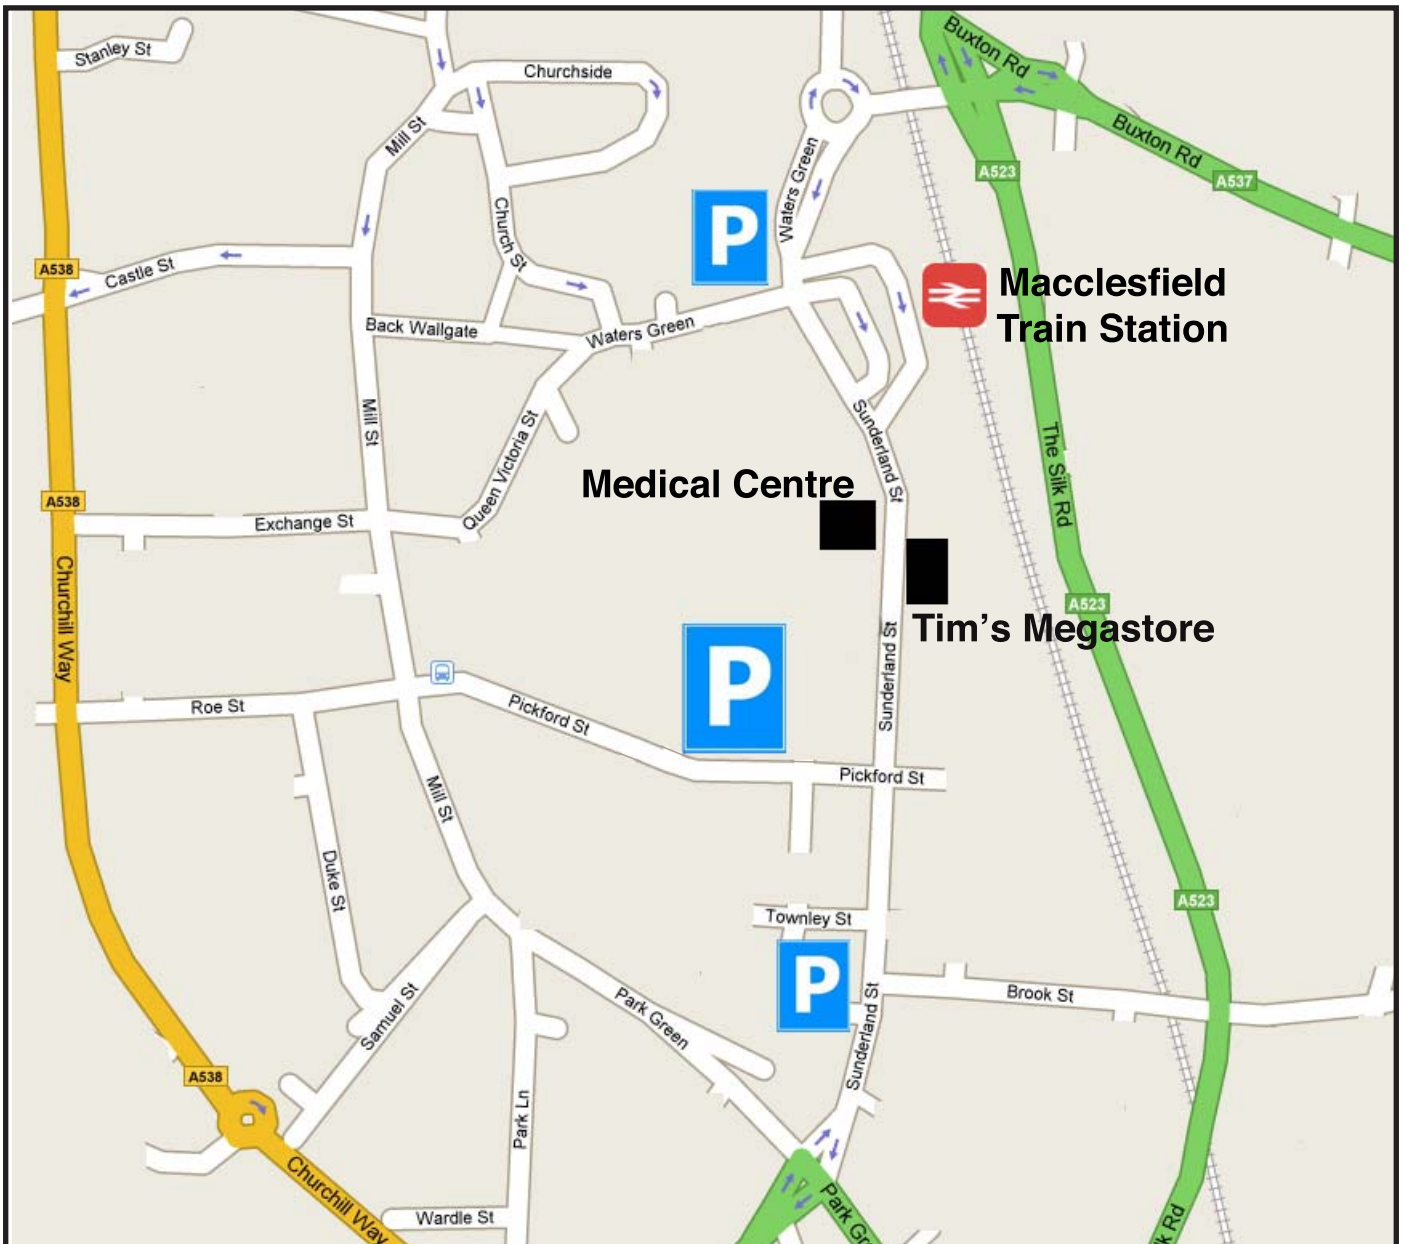 Stanley St
Churchside
Buxton Rd
Mill St
Buxton Rd
Waters Green
A523
A537
P
Church St
A538
Castle St
Macclesfield
Train Station
Back Wallgate
Waters Green
Mill St
Queen Victoria St
Sunderland St
The Silk Rd
Medical Centre
A538
Exchange St
Churchill Way
A523
Tim's Megastore
Sunderland St
P
Roe St
Pickford St
Pickford St
Mill St
Duke St
A523
Townley St
P
Samuel St
Park Green
Sunderland St
Brook St
A538
Park Ln
Churchill Way
Wardle St
Park Gr
k Rd